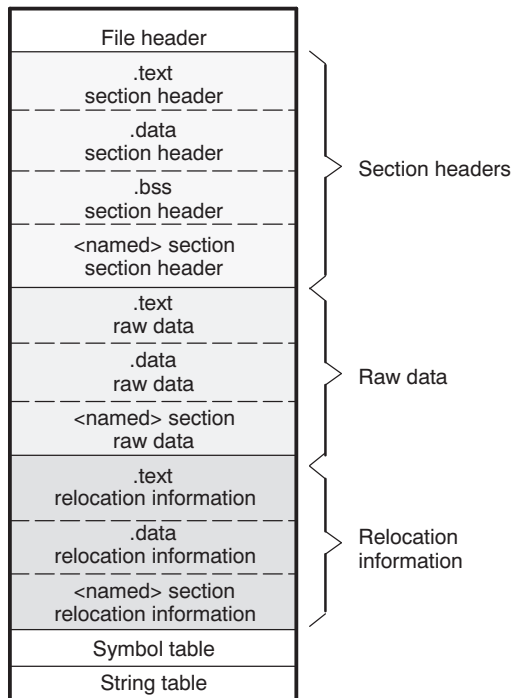 File header
.text
section header
.data
section header
.bss
section header
<named> section
section header
Section headers
.text
raw data
.data
raw data
<named> section
raw data
Raw data
.text
relocation information
.data
relocation information
<named> section
relocation information
Relocation
information
Symbol table
String table